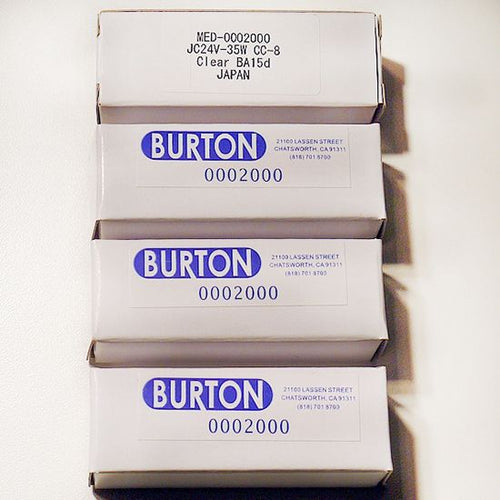 MED-0002000
JC24V-35W CC-8
Clear BA15d
JAPAN
BURTON
21100 LASSEN STREET
CHATSWORTH, CA 91311
(818) 701 8700
0002000
BURTON
21100 LASSEN STREET
CHATSWORTH, CA 91311
(818) 701 8700
0002000
BURTON
21100 LASSEN STREET
CHATSWORTH, CA 91311
(818) 701 8700
0002000